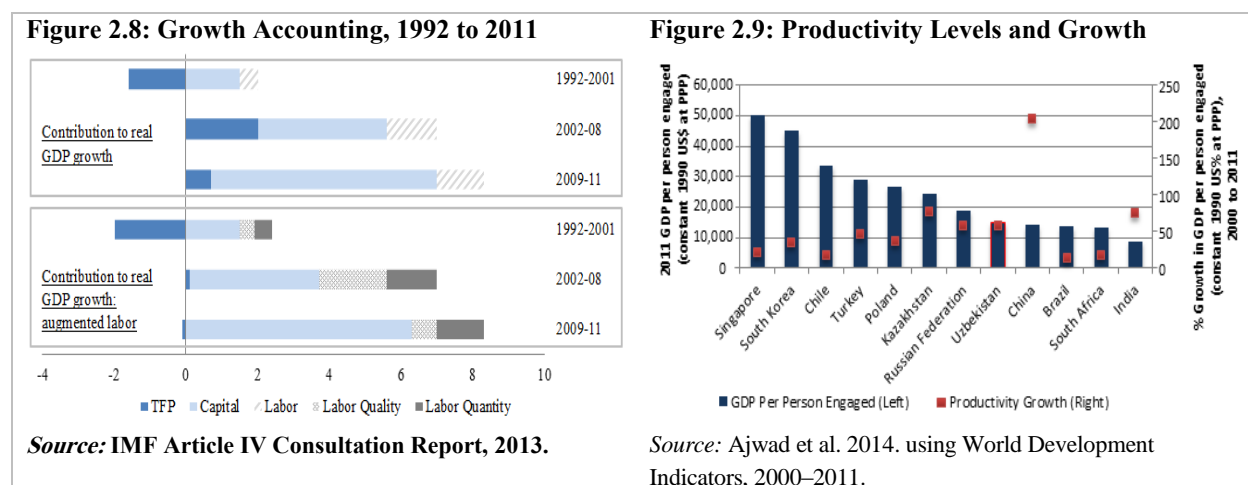 Figure 2.8: Growth Accounting, 1992 to 2011
Contribution to real
GDP growth
1992-2001
2002-08
2009-11
Contribution to real
GDP growth:
augmented labor
1992-2001
2002-08
2009-11
-4 -2 0 2 4 6 8 10
TFP Capital Labor Labor Quality Labor Quantity
Source: IMF Article IV Consultation Report, 2013.
Figure 2.9: Productivity Levels and Growth
2011 GDP per person engaged
(constant 1990 US$ at PPP)
60,000
50,000
40,000
30,000
20,000
10,000
0
250
200
150
100
50
0
% Growth in GDP per person engaged
(constant 1990 US% at PPP),
2000 to 2011
Singapore
South Korea
Chile
Turkey
Poland
Kazakhstan
Russian Federation
Uzbekistan
China
Brazil
South Africa
India
GDP Per Person Engaged (Left) Productivity Growth (Right)
Source: Ajwad et al. 2014. using World Development
Indicators, 2000–2011.